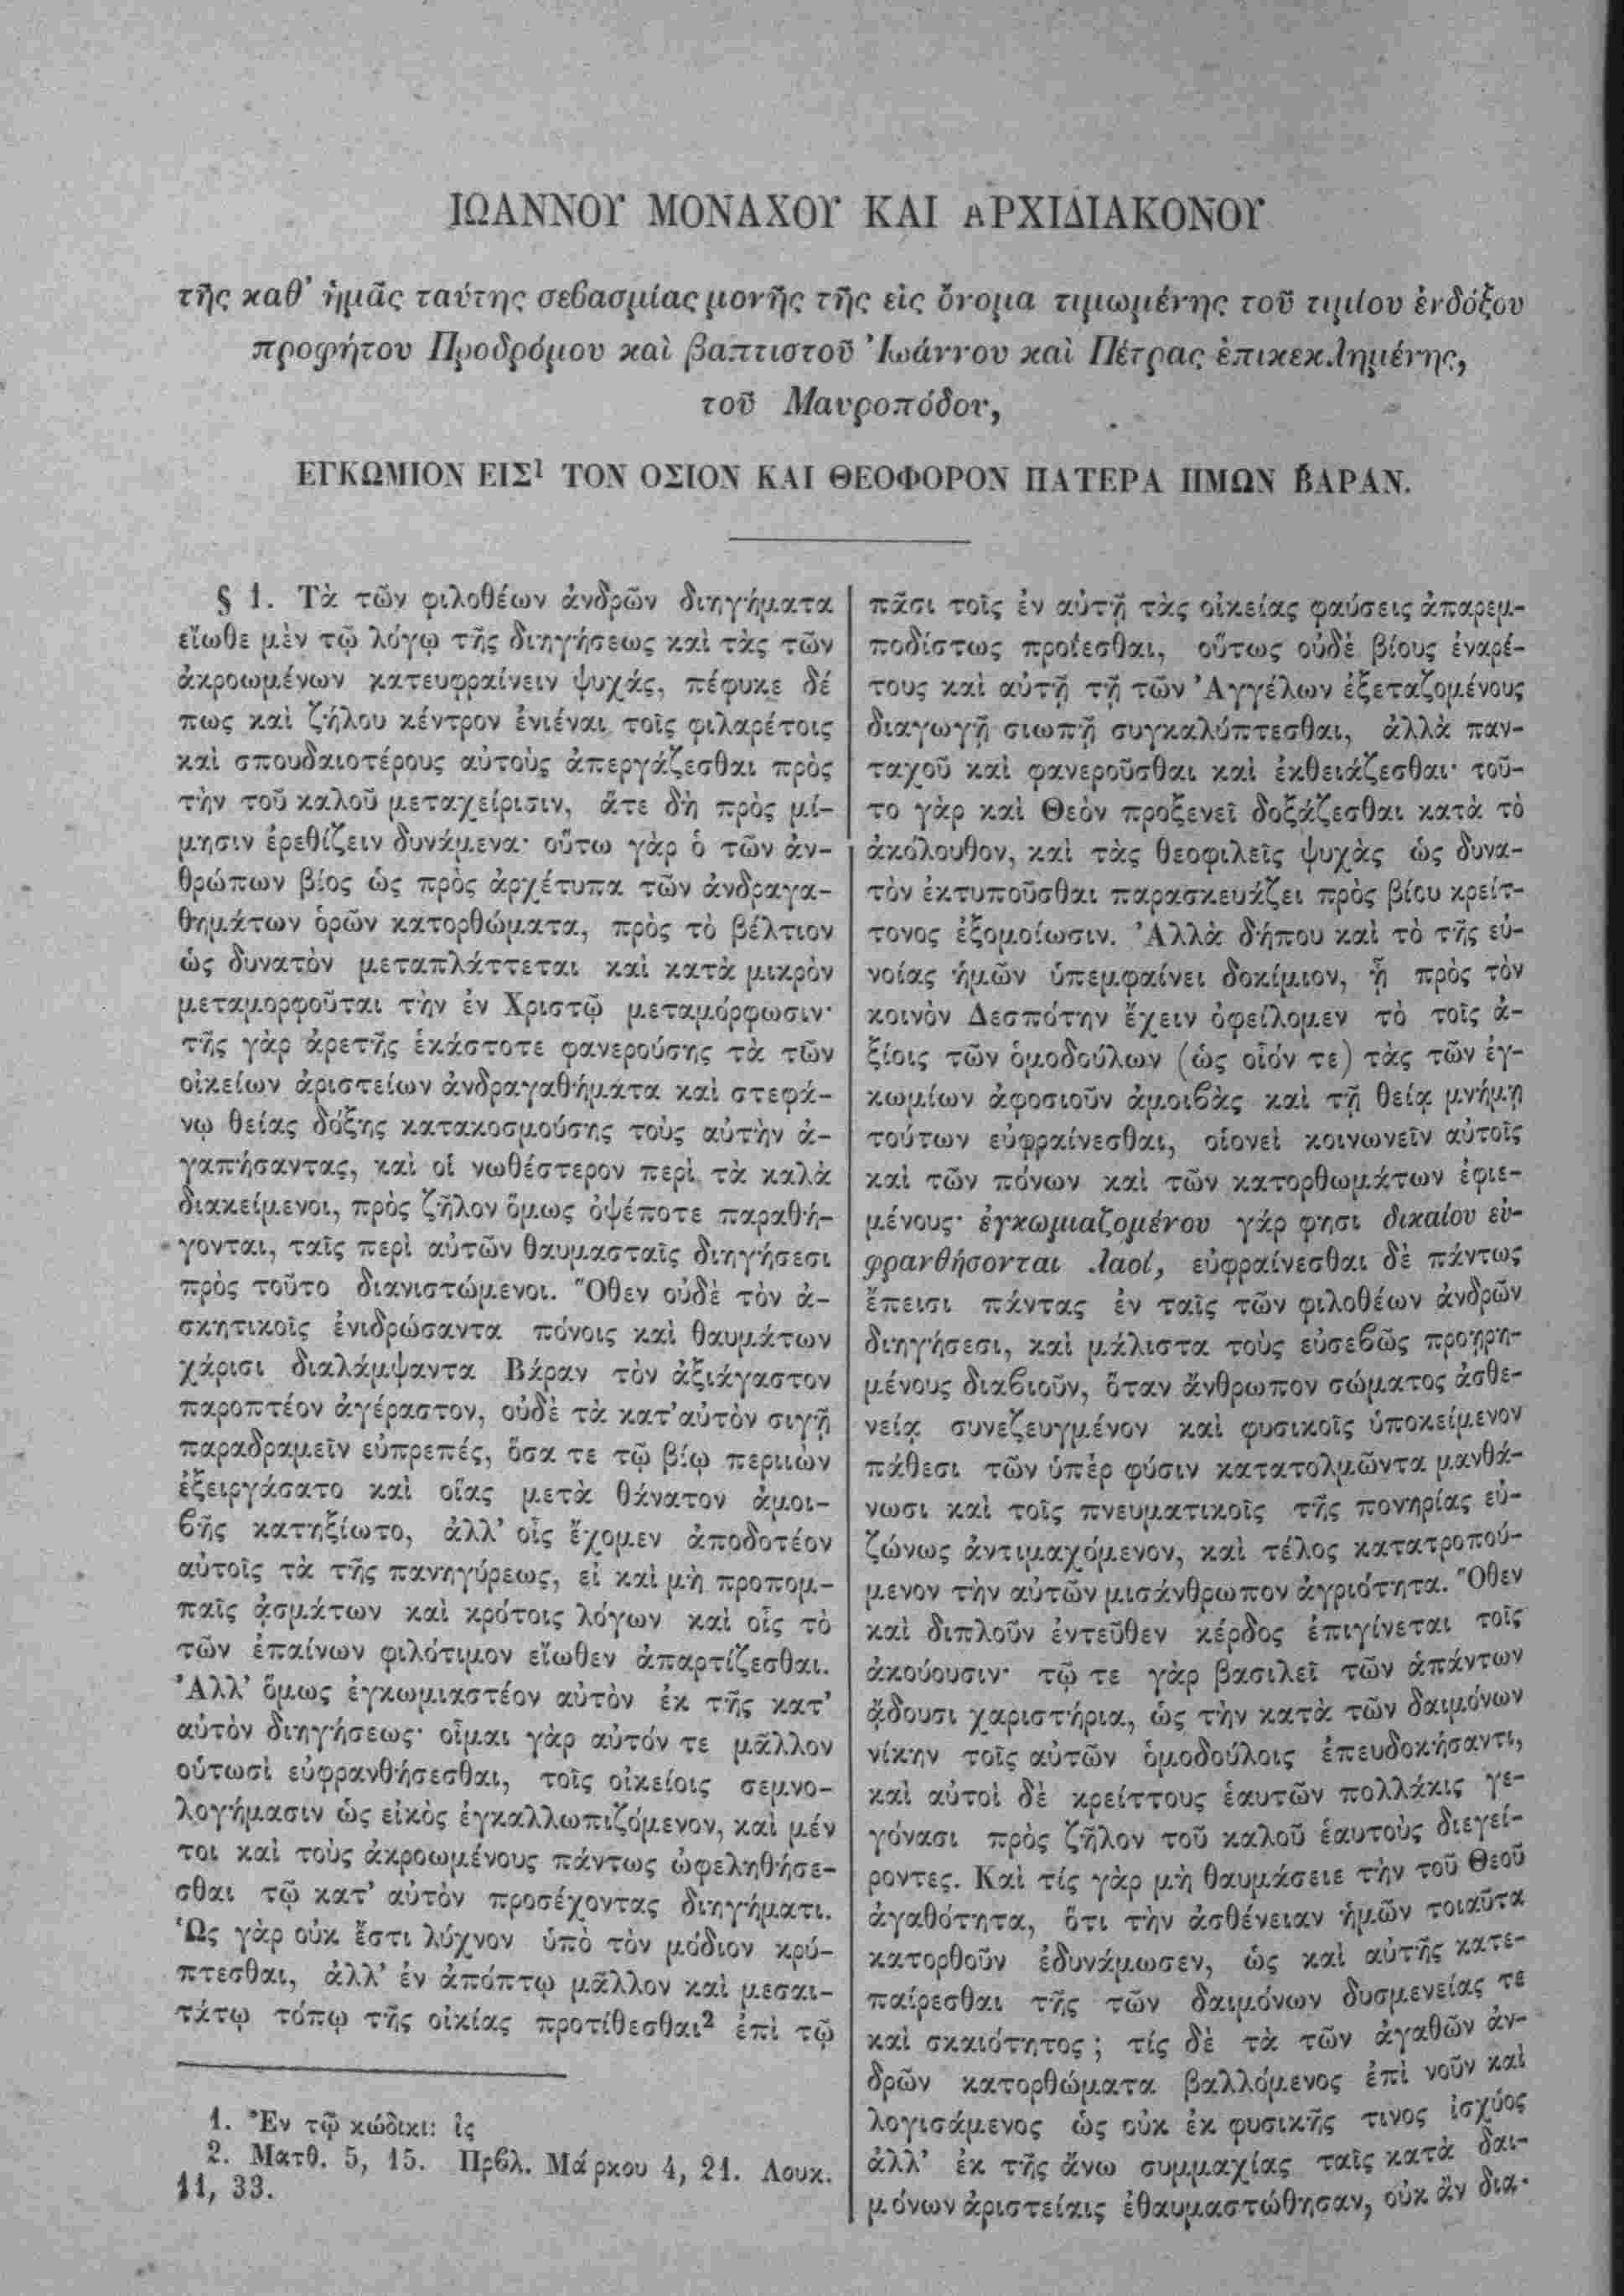 ΙΩΑΝΝΟΥ ΜΟΝΑΧΟΥ ΚΑΙ ΑΡΧΙΔΙΑΚΟΝΟΥ
τῆς καθ' ἡμᾶς ταύτης σεβασμίας μονῆς τῆς εἰς ὄνομα τιμωμένης τοῦ τιμίου ἐνδόξου
προφήτου Προδρόμου καὶ βαπτιστοῦ Ἰωάννου καὶ Πέτρας ἐπικεκλημένης,
τοῦ Μαυροπόδου,
ΕΓΚΩΜΙΟΝ ΕΙΣ¹ ΤΟΝ ΟΣΙΟΝ ΚΑΙ ΘΕΟΦΟΡΟΝ ΠΑΤΕΡΑ ΗΜΩΝ ΒΑΡΑΝ.
§ 1. Τὰ τῶν φιλοθέων ἀνδρῶν διηγήματα
εἴωθε μὲν τῷ λόγῳ τῆς διηγήσεως καὶ τὰς τῶν
ἀκροωμένων κατευφραίνειν ψυχάς, πέφυκε δέ
πως καὶ ζήλου κέντρον ἐνιέναι τοῖς φιλαρέτοις
καὶ σπουδαιοτέρους αὐτοὺς ἀπεργάζεσθαι πρὸς
τὴν τοῦ καλοῦ μεταχείρισιν, ἅτε δὴ πρὸς μί-
μησιν ἐρεθίζειν δυνάμενα· οὕτω γὰρ ὁ τῶν ἀν-
θρώπων βίος ὡς πρὸς ἀρχέτυπα τῶν ἀνδραγα-
θημάτων ὁρῶν κατορθώματα, πρὸς τὸ βέλτιον
ὡς δυνατὸν μεταπλάττεται καὶ κατὰ μικρὸν
μεταμορφοῦται τὴν ἐν Χριστῷ μεταμόρφωσιν·
τῆς γὰρ ἀρετῆς ἑκάστοτε φανερούσης τὰ τῶν
οἰκείων ἀριστείων ἀνδραγαθήματα καὶ στεφά-
νῳ θείας δόξης κατακοσμούσης τοὺς αὐτὴν ἀ-
γαπήσαντας, καὶ οἱ νωθέστερον περὶ τὰ καλὰ
διακείμενοι, πρὸς ζῆλον ὅμως ὀψέποτε παραθή-
γονται, ταῖς περὶ αὐτῶν θαυμασταῖς διηγήσεσι
πρὸς τοῦτο διανιστώμενοι. Ὅθεν οὐδὲ τὸν ἀ-
σκητικοῖς ἐνιδρώσαντα πόνοις καὶ θαυμάτων
χάρισι διαλάμψαντα Βάραν τὸν ἀξιάγαστον
παροπτέον ἀγέραστον, οὐδὲ τὰ κατ' αὐτὸν σιγῇ
παραδραμεῖν εὐπρεπές, ὅσα τε τῷ βίῳ περιιὼν
ἐξειργάσατο καὶ οἵας μετὰ θάνατον ἀμοι-
βῆς κατηξίωτο, ἀλλ' οἷς ἔχομεν ἀποδοτέον
αὐτοῖς τὰ τῆς πανηγύρεως, εἰ καὶ μὴ προπομ-
παῖς ᾀσμάτων καὶ κρότοις λόγων καὶ οἷς τὸ
τῶν ἐπαίνων φιλότιμον εἴωθεν ἀπαρτίζεσθαι.
Ἀλλ' ὅμως ἐγκωμιαστέον αὐτὸν ἐκ τῆς κατ'
αὐτὸν διηγήσεως· οἶμαι γὰρ αὐτόν τε μᾶλλον
οὑτωσὶ εὐφρανθήσεσθαι, τοῖς οἰκείοις σεμνο-
λογήμασιν ὡς εἰκὸς ἐγκαλλωπιζόμενον, καὶ μέν
τοι καὶ τοὺς ἀκροωμένους πάντως ὠφεληθήσε-
σθαι τῷ κατ' αὐτὸν προσέχοντας διηγήματι.
Ὡς γὰρ οὐκ ἔστι λύχνον ὑπὸ τὸν μόδιον κρύ-
πτεσθαι, ἀλλ' ἐν ἀπόπτῳ μᾶλλον καὶ μεσαι-
τάτῳ τόπῳ τῆς οἰκίας προτίθεσθαι² ἐπὶ τῷ
1. Ἐν τῷ κώδικι: ἰς
2. Ματθ. 5, 15. Πρβλ. Μάρκου 4, 21. Λουκ.
11, 33.
πᾶσι τοῖς ἐν αὐτῇ τὰς οἰκείας φαύσεις ἀπαρεμ-
ποδίστως προΐεσθαι, οὕτως οὐδὲ βίους ἐναρέ-
τους καὶ αὐτῇ τῇ τῶν Ἀγγέλων ἐξεταζομένους
διαγωγῇ σιωπῇ συγκαλύπτεσθαι, ἀλλὰ παν-
ταχοῦ καὶ φανεροῦσθαι καὶ ἐκθειάζεσθαι· τοῦ-
το γὰρ καὶ Θεὸν προξενεῖ δοξάζεσθαι κατὰ τὸ
ἀκόλουθον, καὶ τὰς θεοφιλεῖς ψυχὰς ὡς δυνα-
τὸν ἐκτυποῦσθαι παρασκευάζει πρὸς βίου κρείτ-
τονος ἐξομοίωσιν. Ἀλλὰ δήπου καὶ τὸ τῆς εὐ-
νοίας ἡμῶν ὑπεμφαίνει δοκίμιον, ᾗ πρὸς τὸν
κοινὸν Δεσπότην ἔχειν ὀφείλομεν τὸ τοῖς ἀ-
ξίοις τῶν ὁμοδούλων (ὡς οἷόν τε) τὰς τῶν ἐγ-
κωμίων ἀφοσιοῦν ἀμοιβὰς καὶ τῇ θείᾳ μνήμῃ
τούτων εὐφραίνεσθαι, οἱονεὶ κοινωνεῖν αὐτοῖς
καὶ τῶν πόνων καὶ τῶν κατορθωμάτων ἐφιε-
μένους· ἐγκωμιαζομένου γάρ φησι δικαίου εὐ-
φρανθήσονται λαοί, εὐφραίνεσθαι δὲ πάντως
ἔπεισι πάντας ἐν ταῖς τῶν φιλοθέων ἀνδρῶν
διηγήσεσι, καὶ μάλιστα τοὺς εὐσεβῶς προῃρη-
μένους διαβιοῦν, ὅταν ἄνθρωπον σώματος ἀσθε-
νείᾳ συνεζευγμένον καὶ φυσικοῖς ὑποκείμενον
πάθεσι τῶν ὑπὲρ φύσιν κατατολμῶντα μανθά-
νωσι καὶ τοῖς πνευματικοῖς τῆς πονηρίας εὐ-
ζώνως ἀντιμαχόμενον, καὶ τέλος κατατροπού-
μενον τὴν αὐτῶν μισάνθρωπον ἀγριότητα. Ὅθεν
καὶ διπλοῦν ἐντεῦθεν κέρδος ἐπιγίνεται τοῖς
ἀκούουσιν· τῷ τε γὰρ βασιλεῖ τῶν ἁπάντων
ᾄδουσι χαριστήρια, ὡς τὴν κατὰ τῶν δαιμόνων
νίκην τοῖς αὐτῶν ὁμοδούλοις ἐπευδοκήσαντι,
καὶ αὐτοὶ δὲ κρείττους ἑαυτῶν πολλάκις γε-
γόνασι πρὸς ζῆλον τοῦ καλοῦ ἑαυτοὺς διεγεί-
ροντες. Καὶ τίς γὰρ μὴ θαυμάσειε τὴν τοῦ Θεοῦ
ἀγαθότητα, ὅτι τὴν ἀσθένειαν ἡμῶν τοιαῦτα
κατορθοῦν ἐδυνάμωσεν, ὡς καὶ αὐτῆς κατε-
παίρεσθαι τῆς τῶν δαιμόνων δυσμενείας τε
καὶ σκαιότητος; τίς δὲ τὰ τῶν ἀγαθῶν ἀν-
δρῶν κατορθώματα βαλλόμενος ἐπὶ νοῦν καὶ
λογισάμενος ὡς οὐκ ἐκ φυσικῆς τινος ἰσχύος
ἀλλ' ἐκ τῆς ἄνω συμμαχίας ταῖς κατὰ δαι-
μόνων ἀριστείαις ἐθαυμαστώθησαν, οὐκ ἂν δια-